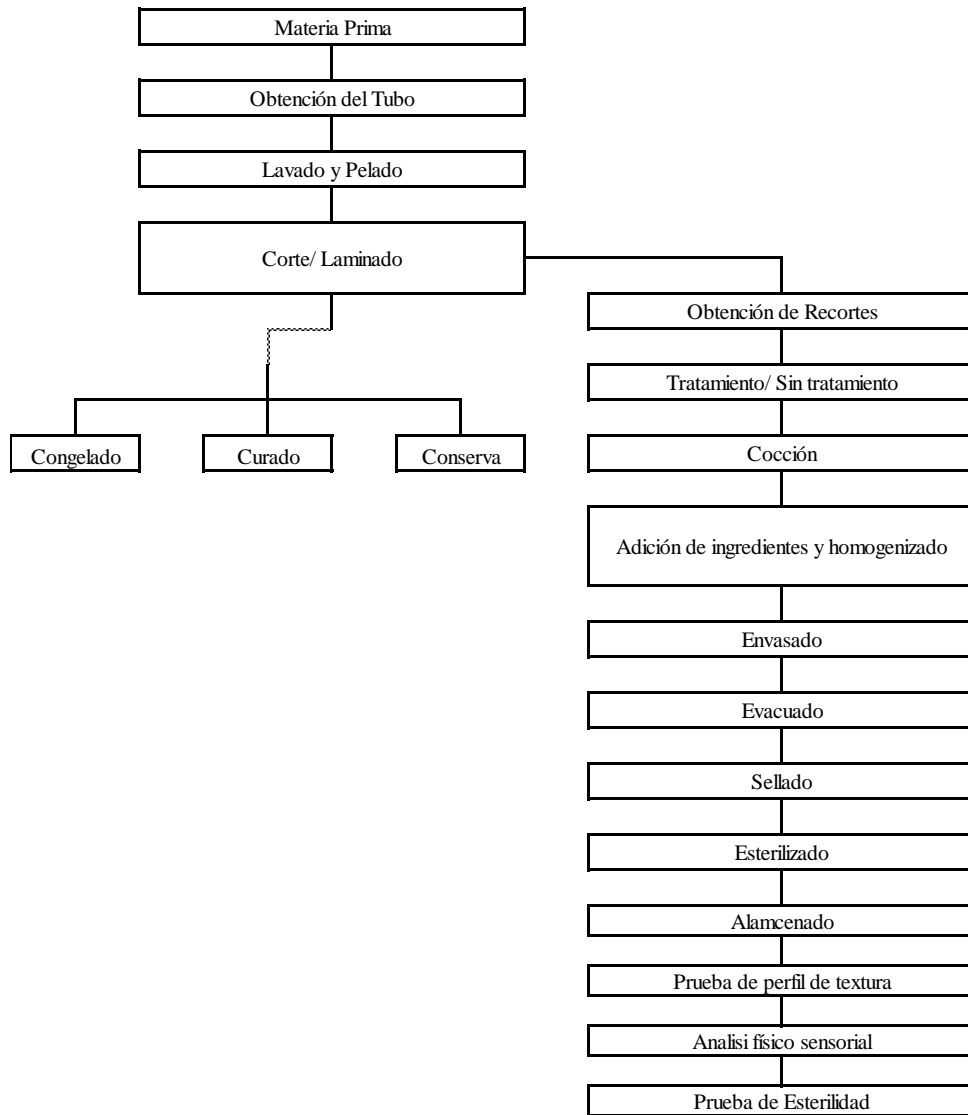 Materia Prima
Obtención del Tubo
Lavado y Pelado
Corte/ Laminado
Congelado
Curado
Conserva
Obtención de Recortes
Tratamiento/ Sin tratamiento
Cocción
Adición de ingredientes y homogenizado
Envasado
Evacuado
Sellado
Esterilizado
Alamcenado
Prueba de perfil de textura
Analisi físico sensorial
Prueba de Esterilidad